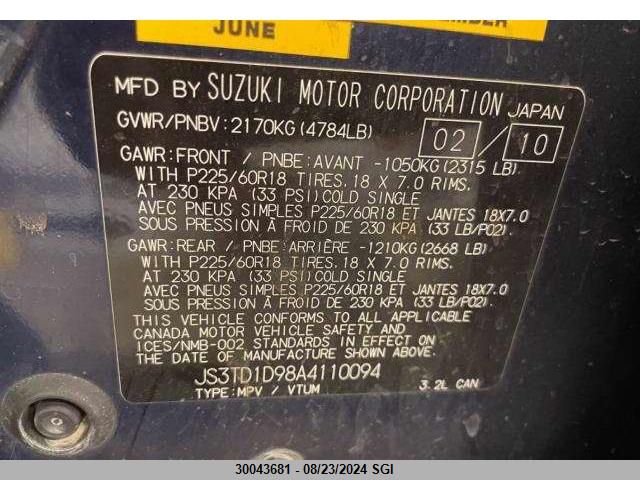 JUNE
MFD BY SUZUKI MOTOR CORPORATION JAPAN
GVWR/PNBV:2170KG(4784LB) 02 / 10
GAWR:FRONT / PNBE:AVANT -1050KG(2315 LB)
WITH P225/60R18 TIRES. 18 X 7.0 RIMS.
AT 230 KPA (33 PSI)COLD SINGLE
AVEC PNEUS SIMPLES P225/60R18 ET JANTES 18X7.0
SOUS PRESSION A FROID DE 230 KPA (33 LB/PO2)
GAWR:REAR / PNBE:ARRIÈRE -1210KG(2668 LB)
WITH P225/60R18 TIRES. 18 X 7.0 RIMS.
AT 230 KPA (33 PSI)COLD SINGLE
AVEC PNEUS SIMPLES P225/60R18 ET JANTES 18X7.0
SOUS PRESSION À FROID DE 230 KPA (33 LB/PO2).
THIS VEHICLE CONFORMS TO ALL APPLICABLE
CANADA MOTOR VEHICLE SAFETY AND
ICES/NMB-002 STANDARDS IN EFFECT ON
THE DATE OF MANUFACTURE ABOVE.
JS3TD1D98A4110094
TYPE:MPV / VTUM 3.2L CAN
30043681 - 08/23/2024 SGI